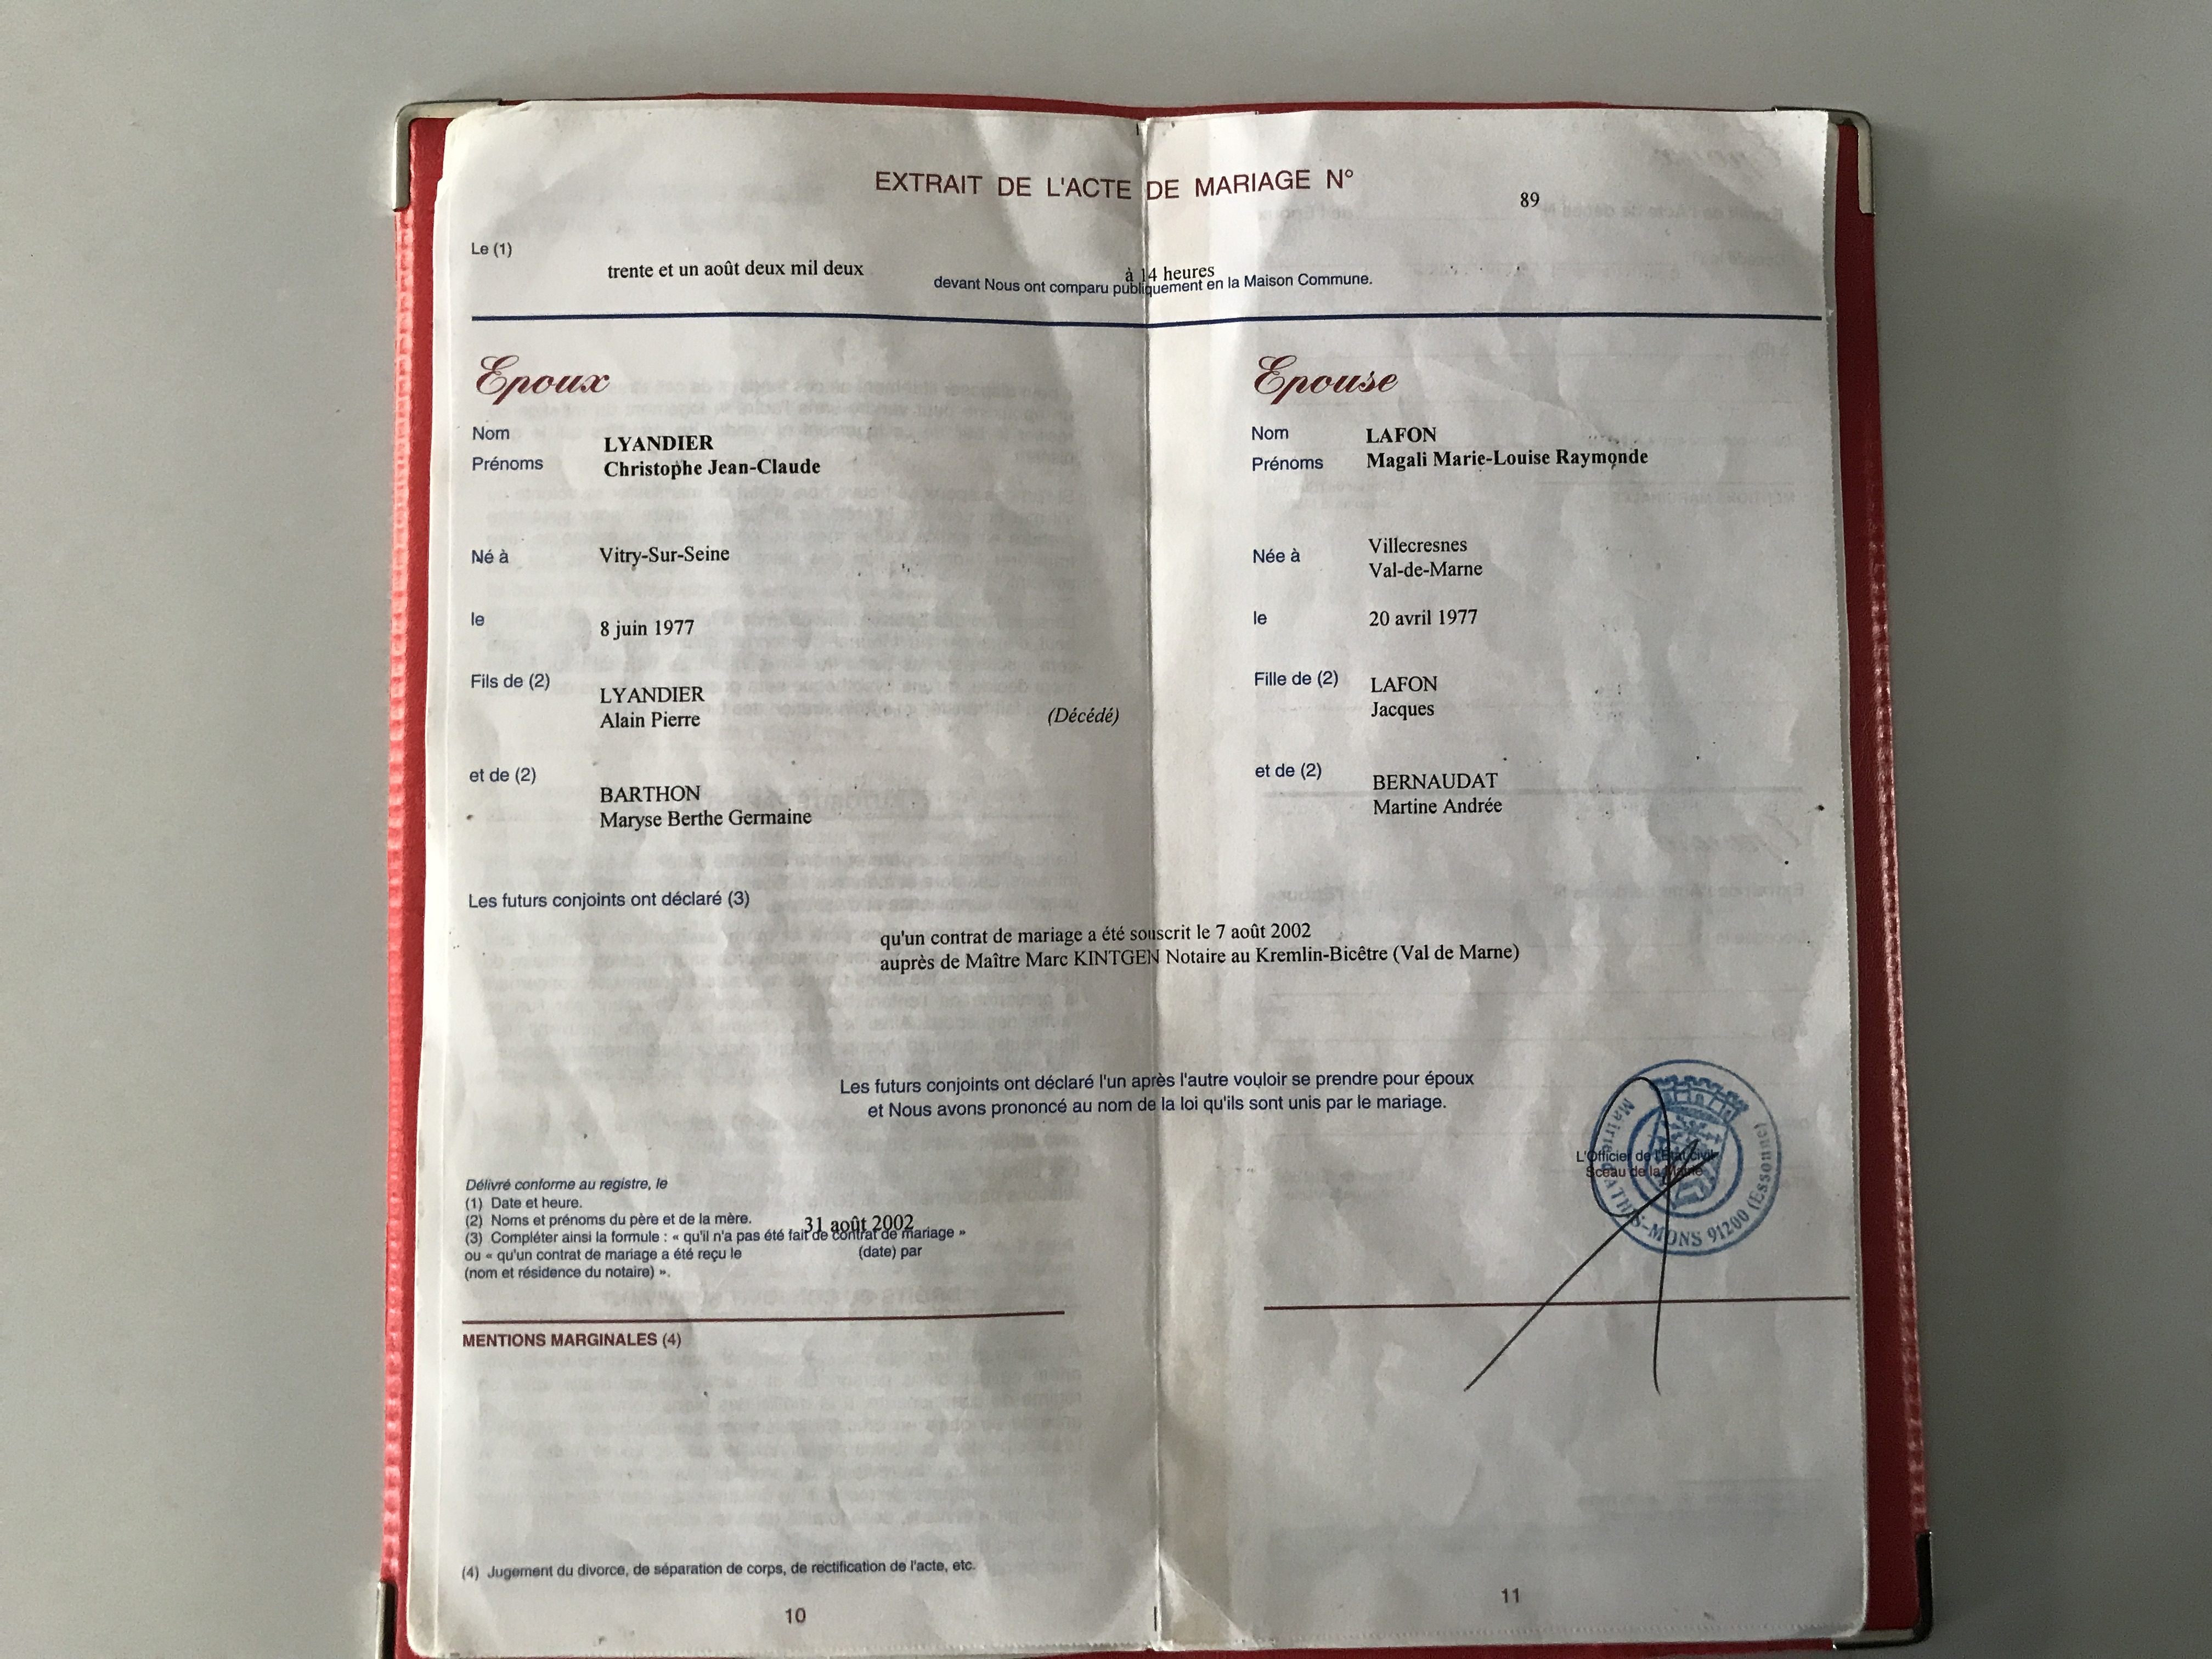 EXTRAIT DE L'ACTE DE MARIAGE N° 89
Le (1)
trente et un août deux mil deux à 14 heures
devant Nous ont comparu publiquement en la Maison Commune.
Epoux
Nom LYANDIER
Prénoms Christophe Jean-Claude
Né à Vitry-Sur-Seine
le 8 juin 1977
Fils de (2) LYANDIER
Alain Pierre (Décédé)
et de (2) BARTHON
Maryse Berthe Germaine
Epouse
Nom LAFON
Prénoms Magali Marie-Louise Raymonde
Née à Villecresnes
Val-de-Marne
le 20 avril 1977
Fille de (2) LAFON
Jacques
et de (2) BERNAUDAT
Martine Andrée
Les futurs conjoints ont déclaré (3)
qu'un contrat de mariage a été souscrit le 7 août 2002
auprès de Maître Marc KINTGEN Notaire au Kremlin-Bicêtre (Val de Marne)
Les futurs conjoints ont déclaré l'un après l'autre vouloir se prendre pour époux
et Nous avons prononcé au nom de la loi qu'ils sont unis par le mariage.
L'Officier de l'Etat civil
Sceau de la Mairie
Mairie d'ATHIS-MONS 91200 (Essonne)
Délivré conforme au registre, le
(1) Date et heure.
(2) Noms et prénoms du père et de la mère.
31 août 2002
(3) Compléter ainsi la formule : « qu'il n'a pas été fait de contrat de mariage »
ou « qu'un contrat de mariage a été reçu le (date) par
(nom et résidence du notaire) ».
MENTIONS MARGINALES (4)
(4) Jugement du divorce, de séparation de corps, de rectification de l'acte, etc.
10
11